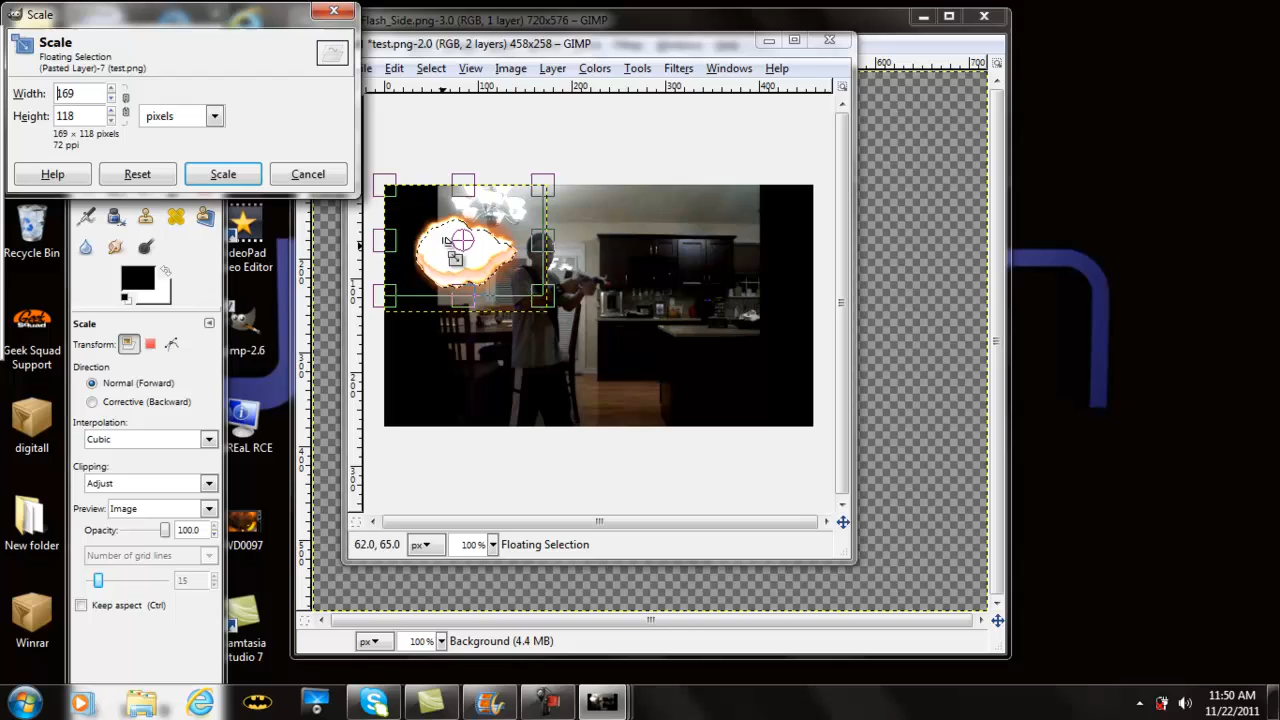 Scale
Flash_Side.png-3.0 (RGB, 1 layer) 720x576 – GIMP
Scale
Floating Selection
(Pasted Layer)-7 (test.png)
*test.png-2.0 (RGB, 2 layers) 458x258 – GIMP
Edit Select View Image Layer Colors Tools Filters Windows Help
600 700
0 100 200 300 400
Width: 169
Height: 118 pixels
169 × 118 pixels
72 ppi
Help Reset Scale Cancel
Recycle Bin
Geek Squad
Support
digitall
New folder
Winrar
deoPad
eo Editor
mp-2.6
REaL RCE
VD0097
amtasia
tudio 7
Scale
Transform:
Direction
Normal (Forward)
Corrective (Backward)
Interpolation:
Cubic
Clipping:
Adjust
Preview: Image
Opacity: 100.0
Number of grid lines
15
Keep aspect (Ctrl)
62.0, 65.0 px 100 % Floating Selection
px 100 % Background (4.4 MB)
11:50 AM
11/22/2011